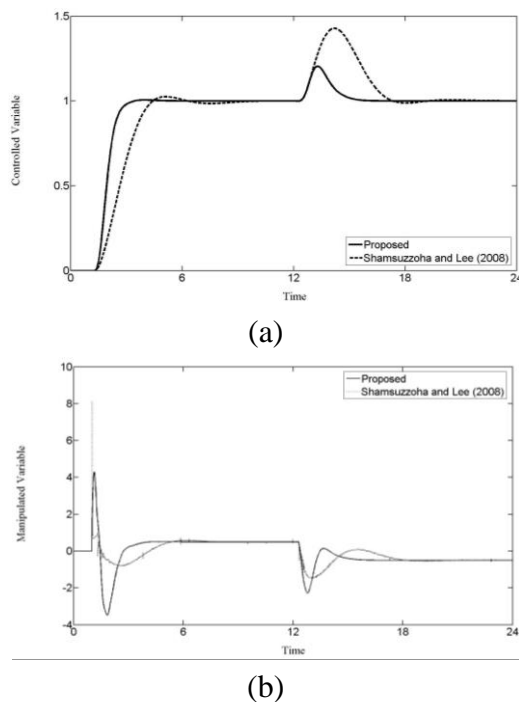 1.5
1
0.5
0
Controlled Variable
Proposed
Shamsuzzoha and Lee (2008)
0
6
12
18
24
Time
(a)
10
8
6
4
2
0
-2
-4
Manipulated Variable
Proposed
Shamsuzzoha and Lee (2008)
0
6
12
18
24
Time
(b)